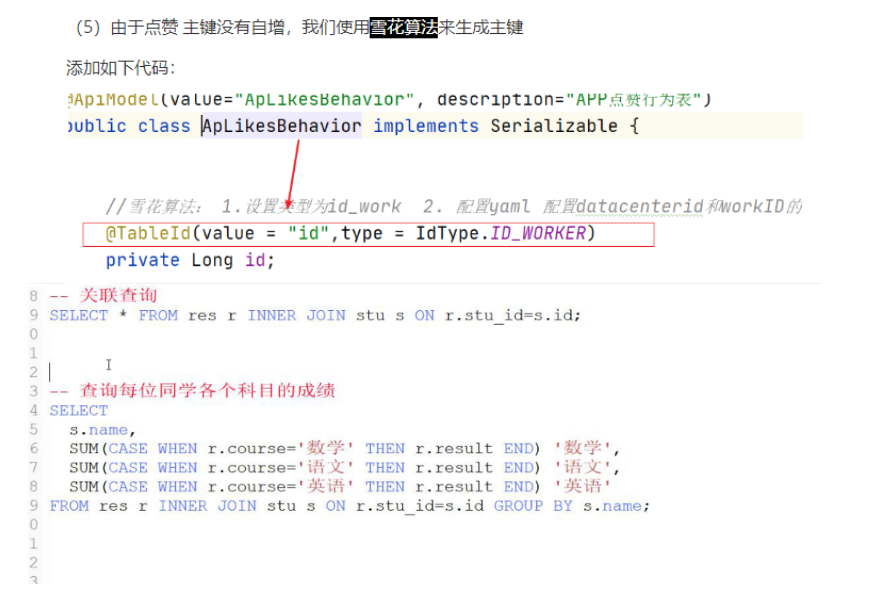 （5）由于点赞 主键没有自增，我们使用雪花算法来生成主键
添加如下代码：
@ApiModel(value="ApLikesBehavior", description="APP点赞行为表")
public class ApLikesBehavior implements Serializable {
//雪花算法： 1.设置类型为id_work 2. 配置yaml 配置datacenterid和workID的
@TableId(value = "id",type = IdType.ID_WORKER)
private Long id;
8 -- 关联查询
9 SELECT * FROM res r INNER JOIN stu s ON r.stu_id=s.id;
0
1
2
3 -- 查询每位同学各个科目的成绩
4 SELECT
5 s.name,
6 SUM(CASE WHEN r.course='数学' THEN r.result END) '数学',
7 SUM(CASE WHEN r.course='语文' THEN r.result END) '语文',
8 SUM(CASE WHEN r.course='英语' THEN r.result END) '英语'
9 FROM res r INNER JOIN stu s ON r.stu_id=s.id GROUP BY s.name;
0
1
2
3